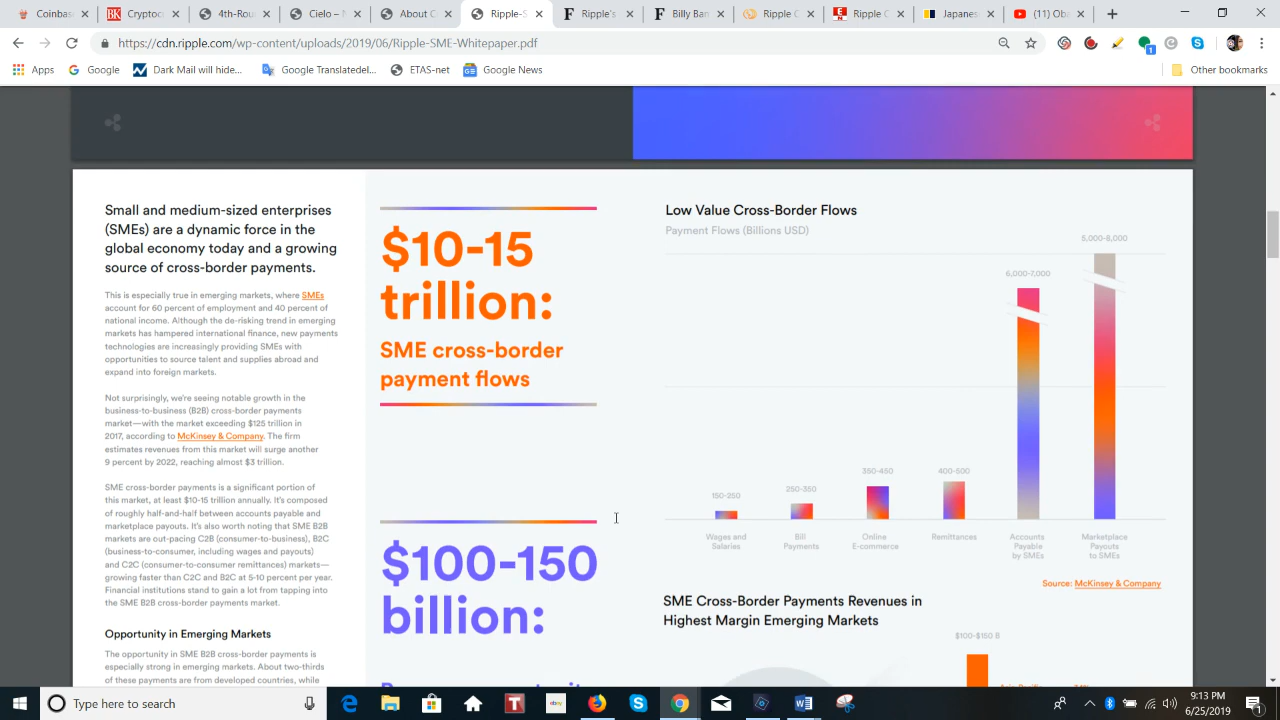 Coinbas
Cryptoc
4th-Rou
Cielo – N
About C
Ripple-S
Ripple's
Billy Ban
Ripple C
Ripple C
Japanes
(11) Oba
https://cdn.ripple.com/wp-content/uploads/2019/06/Ripple-SME-Whitepaper.pdf
Apps
Google
Dark Mail will hide...
Google Translatedel...
ETAS-net
Google News
Other bookmarks
Small and medium-sized enterprises
(SMEs) are a dynamic force in the
global economy today and a growing
source of cross-border payments.
This is especially true in emerging markets, where SMEs
account for 60 percent of employment and 40 percent of
national income. Although the de-risking trend in emerging
markets has hampered international finance, new payments
technologies are increasingly providing SMEs with
opportunities to source talent and supplies abroad and
expand into foreign markets.
Not surprisingly, we're seeing notable growth in the
business-to-business (B2B) cross-border payments
market—with the market exceeding $125 trillion in
2017, according to McKinsey & Company. The firm
estimates revenues from this market will surge another
9 percent by 2022, reaching almost $3 trillion.
SME cross-border payments is a significant portion of
this market, at least $10-15 trillion annually. It's composed
of roughly half-and-half between accounts payable and
marketplace payouts. It's also worth noting that SME B2B
markets are out-pacing C2B (consumer-to-business), B2C
(business-to-consumer, including wages and payouts)
and C2C (consumer-to-consumer remittances) markets—
growing faster than C2C and B2C at 5-10 percent per year.
Financial institutions stand to gain a lot from tapping into
the SME B2B cross-border payments market.
Opportunity in Emerging Markets
The opportunity in SME B2B cross-border payments is
especially strong in emerging markets. About two-thirds
of these payments are from developed countries, while
$10-15
trillion:
SME cross-border
payment flows
$100-150
billion:
Low Value Cross-Border Flows
Payment Flows (Billions USD)
150-250
250-350
350-450
400-500
6,000-7,000
5,000-8,000
Wages and
Salaries
Bill
Payments
Online
E-commerce
Remittances
Accounts
Payable
by SMEs
Marketplace
Payouts
to SMEs
Source: McKinsey & Company
SME Cross-Border Payments Revenues in
Highest Margin Emerging Markets
$100-$150 B
Type here to search
9:13 PM
6/25/2019